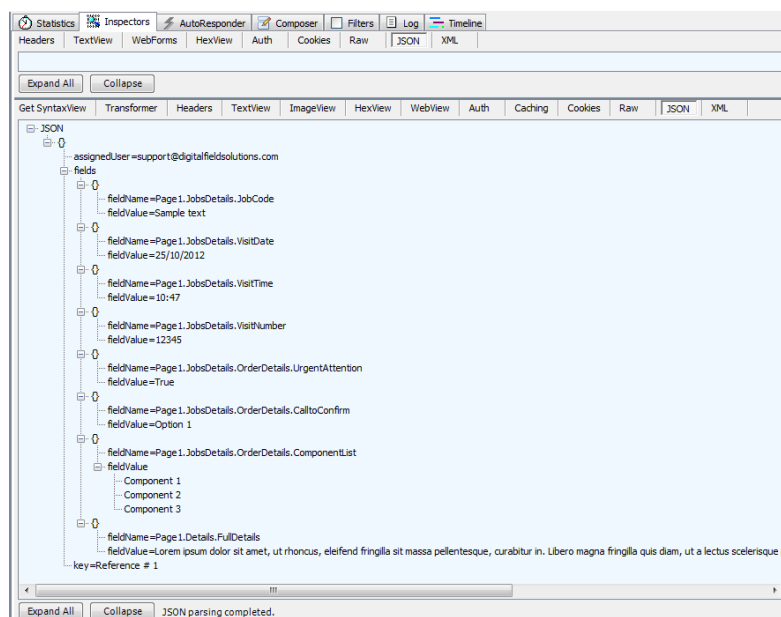 Statistics Inspectors AutoResponder Composer Filters Log Timeline
Headers TextView WebForms HexView Auth Cookies Raw JSON XML
Expand All Collapse
Get SyntaxView Transformer Headers TextView ImageView HexView WebView Auth Caching Cookies Raw JSON XML
JSON
{}
assignedUser=support@digitalfieldsolutions.com
fields
{}
fieldName=Page1.JobsDetails.JobCode
fieldValue=Sample text
{}
fieldName=Page1.JobsDetails.VisitDate
fieldValue=25/10/2012
{}
fieldName=Page1.JobsDetails.VisitTime
fieldValue=10:47
{}
fieldName=Page1.JobsDetails.VisitNumber
fieldValue=12345
{}
fieldName=Page1.JobsDetails.OrderDetails.UrgentAttention
fieldValue=True
{}
fieldName=Page1.JobsDetails.OrderDetails.CalltoConfirm
fieldValue=Option 1
{}
fieldName=Page1.JobsDetails.OrderDetails.ComponentList
fieldValue
Component 1
Component 2
Component 3
{}
fieldName=Page1.Details.FullDetails
fieldValue=Lorem ipsum dolor sit amet, ut rhoncus, eleifend fringilla sit massa pellentesque, curabitur in. Libero magna fringilla quis diam, ut a lectus scelerisque
key=Reference # 1
Expand All Collapse JSON parsing completed.